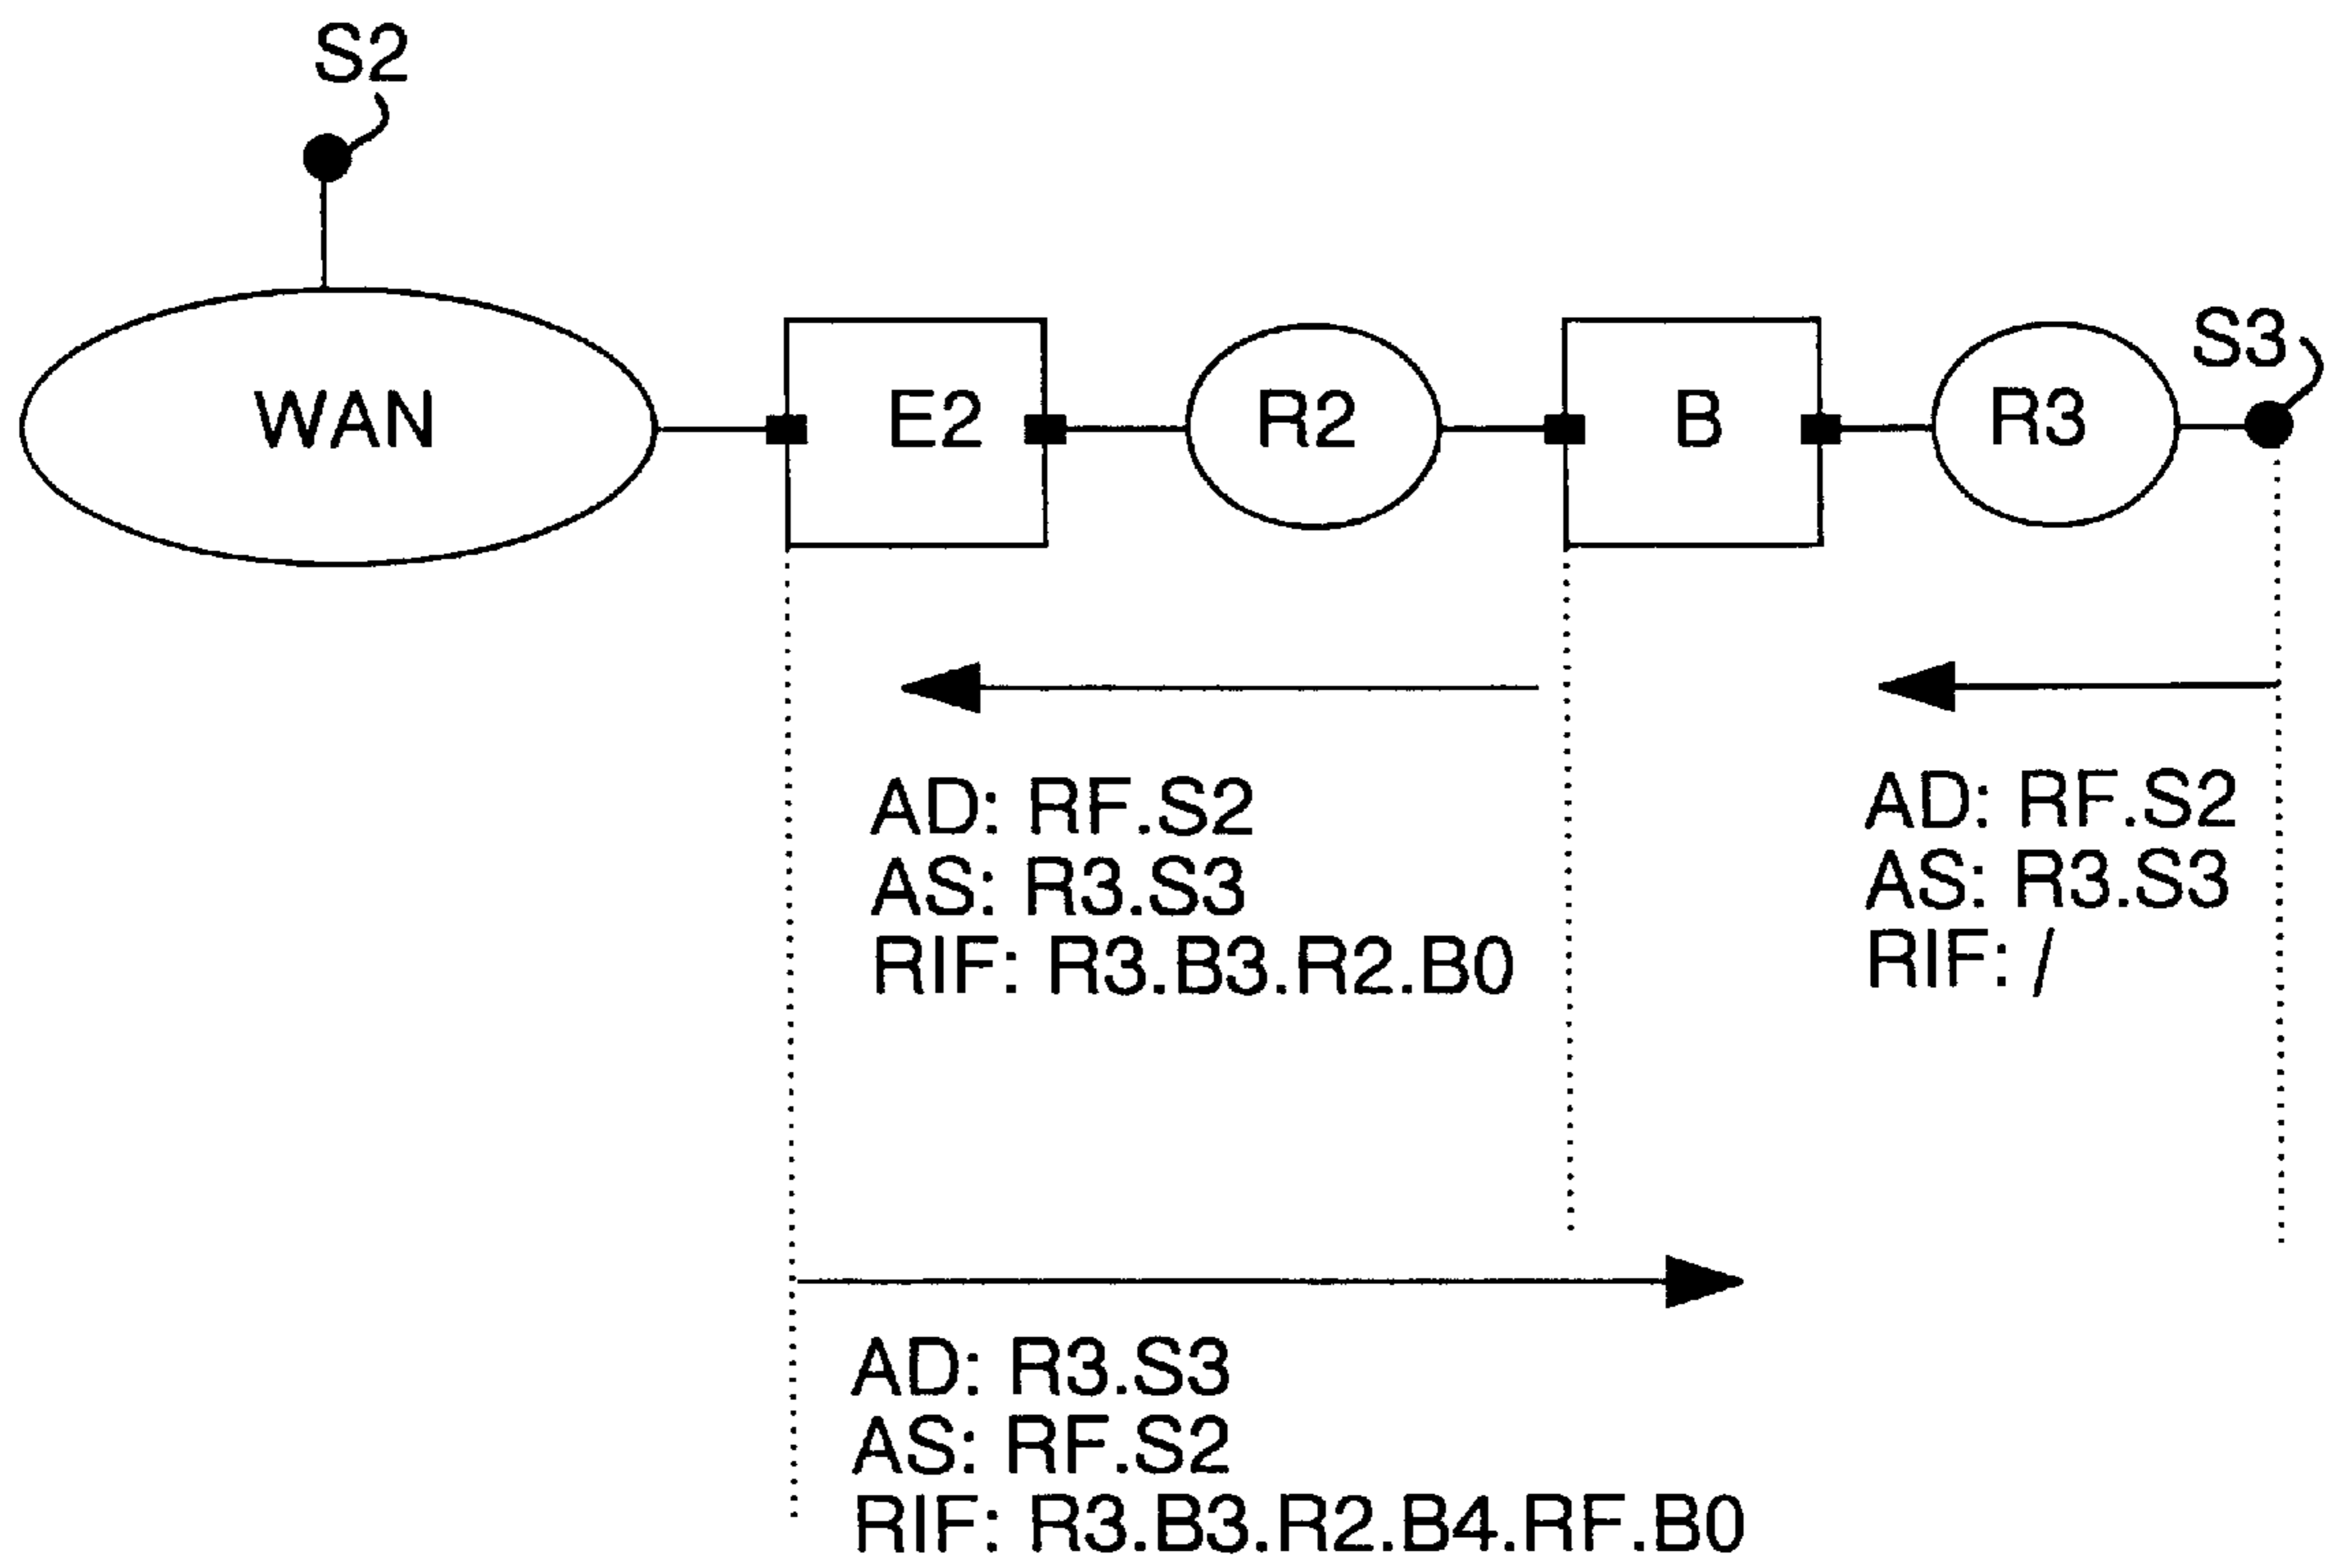 S2
WAN
E2
R2
B
R3
S3
AD: RF.S2
AS: R3.S3
RIF: R3.B3.R2.B0
AD: RF.S2
AS: R3.S3
RIF: /
AD: R3.S3
AS: RF.S2
RIF: R3.B3.R2.B4.RF.B0